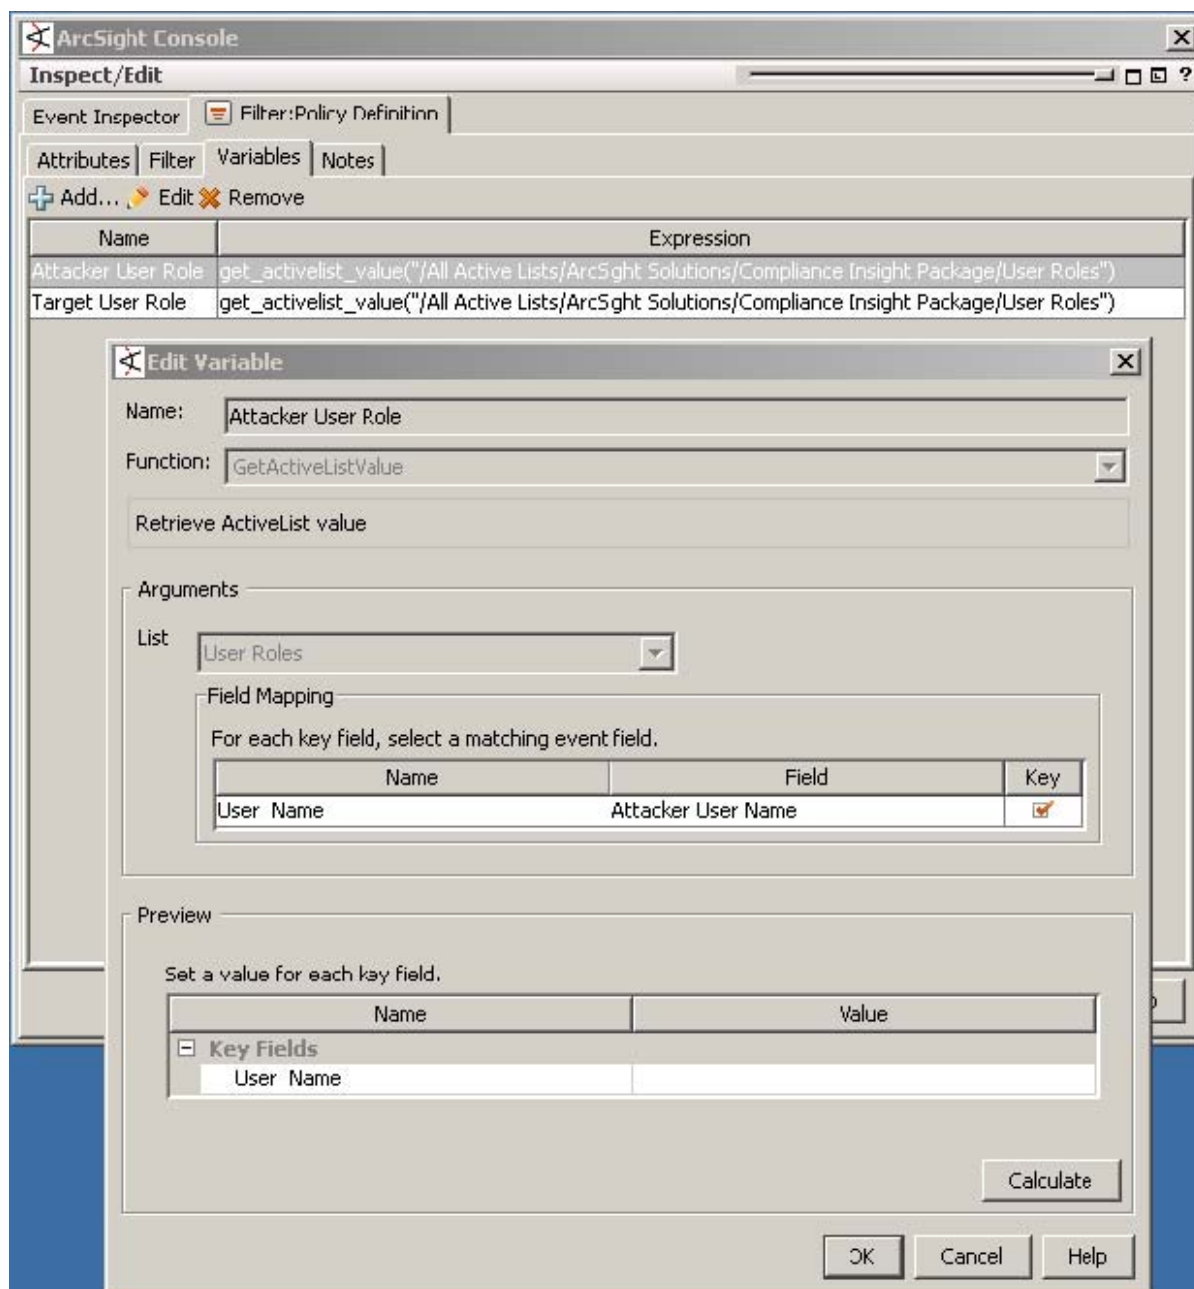 ArcSight Console
Inspect/Edit
Event Inspector Filter:Policy Definition
Attributes Filter Variables Notes
Add... Edit Remove
Name Expression
Attacker User Role get_activelist_value("/All Active Lists/ArcSight Solutions/Compliance Insight Package/User Roles")
Target User Role get_activelist_value("/All Active Lists/ArcSight Solutions/Compliance Insight Package/User Roles")
Edit Variable
Name: Attacker User Role
Function: GetActiveListValue
Retrieve ActiveList value
Arguments
List User Roles
Field Mapping
For each key field, select a matching event field.
Name Field Key
User Name Attacker User Name
Preview
Set a value for each key field.
Name Value
Key Fields
User Name
Calculate
OK Cancel Help